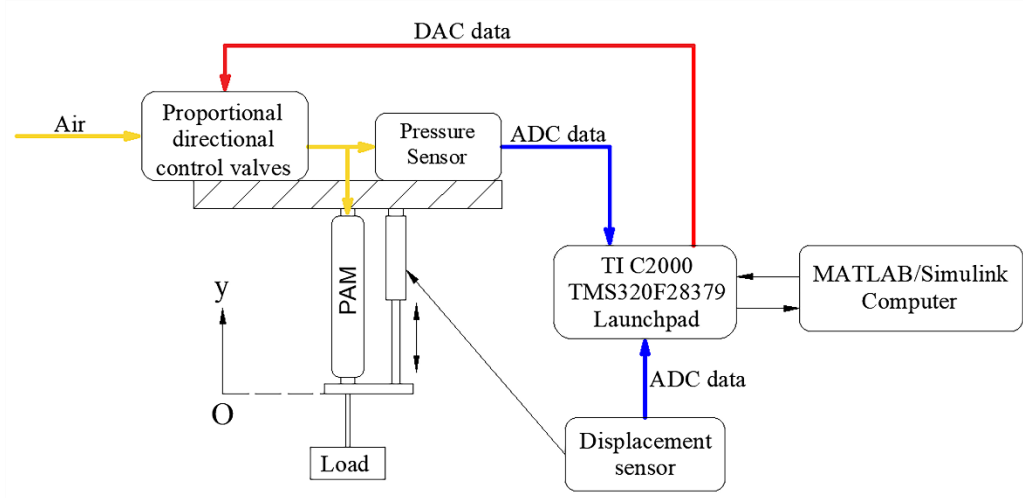 DAC data
Air
Proportional
directional
control valves
Pressure
Sensor
ADC data
PAM
y
O
Load
TI C2000
TMS320F28379
Launchpad
MATLAB/Simulink
Computer
ADC data
Displacement
sensor